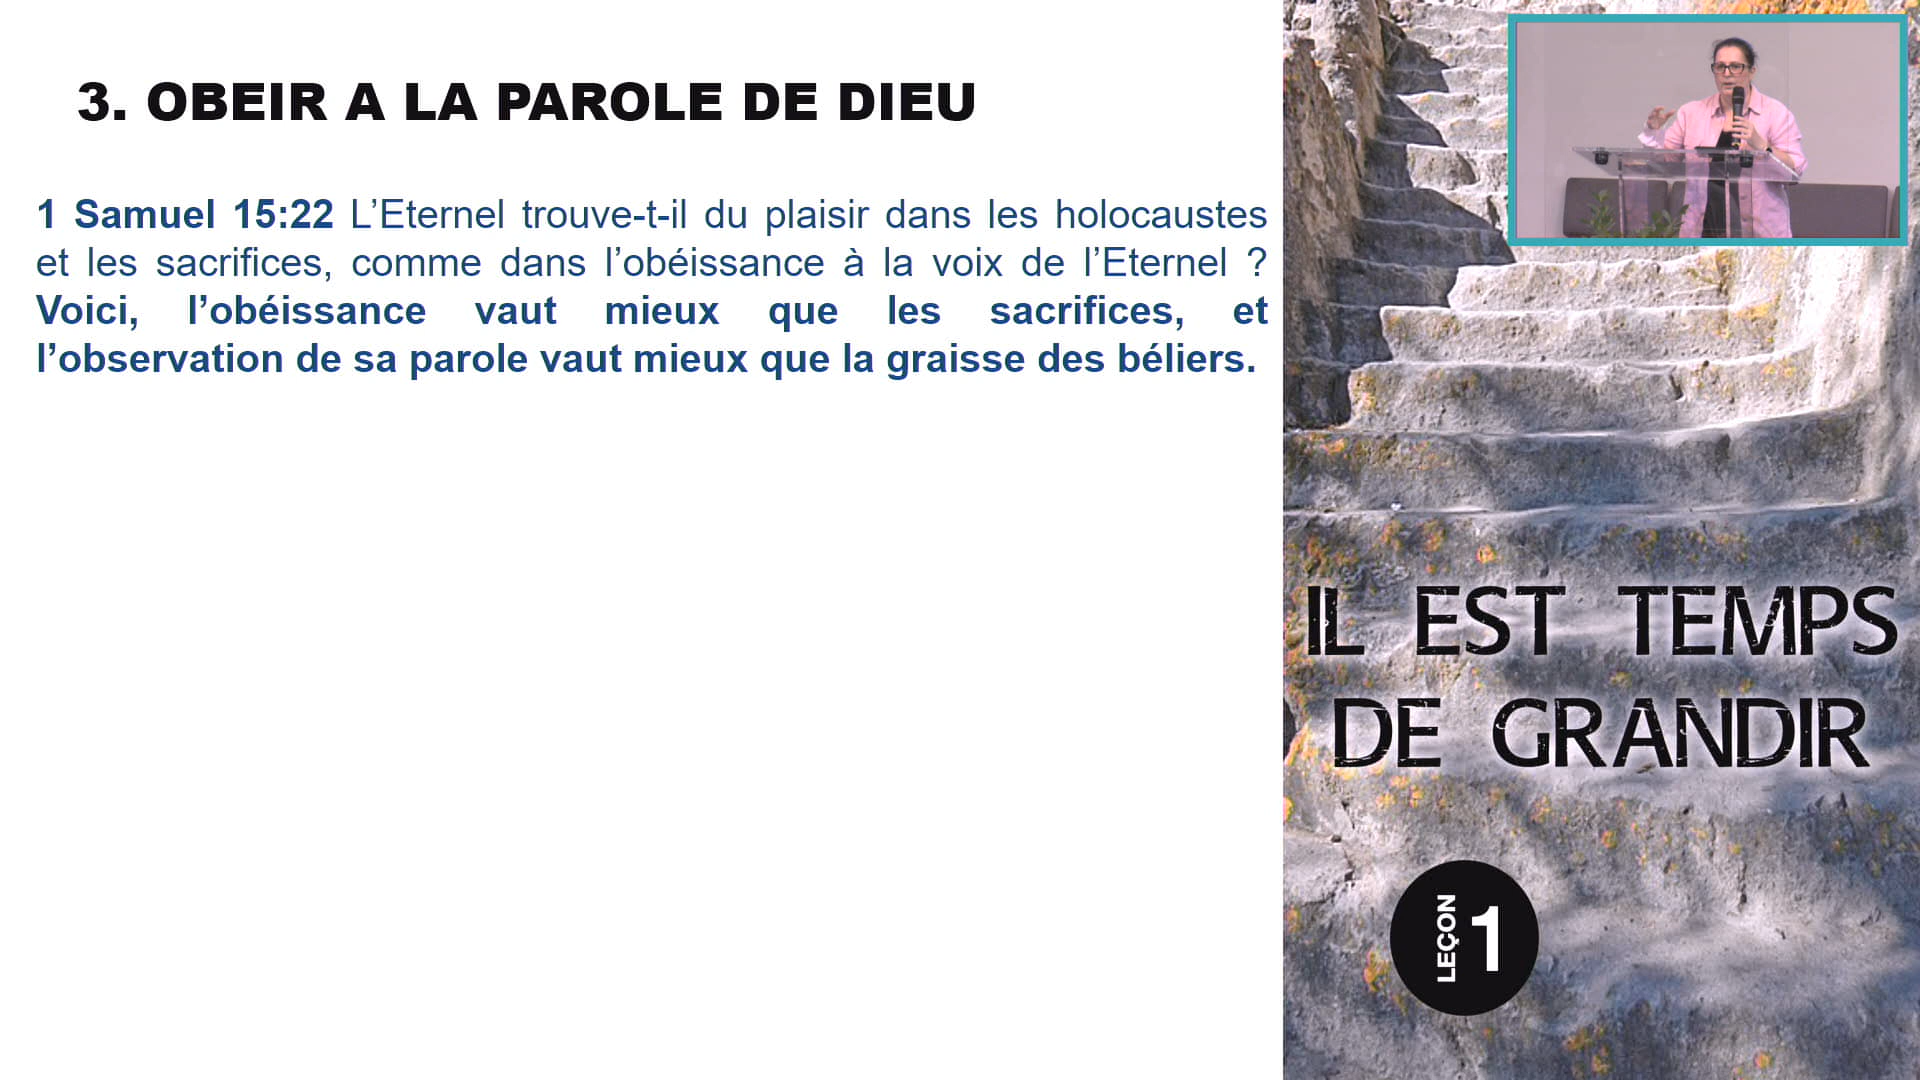 3. OBEIR A LA PAROLE DE DIEU
1 Samuel 15:22 L’Eternel trouve-t-il du plaisir dans les holocaustes
et les sacrifices, comme dans l’obéissance à la voix de l’Eternel ?
Voici, l’obéissance vaut mieux que les sacrifices, et
l’observation de sa parole vaut mieux que la graisse des béliers.
IL EST TEMPS
DE GRANDIR
LEÇON 1